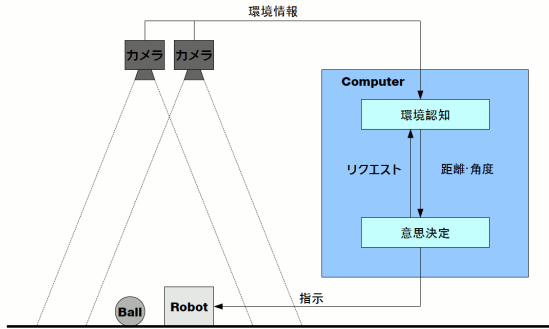 環境情報
カメラ
カメラ
Computer
環境認知
リクエスト
距離・角度
意思決定
指示
Ball
Robot